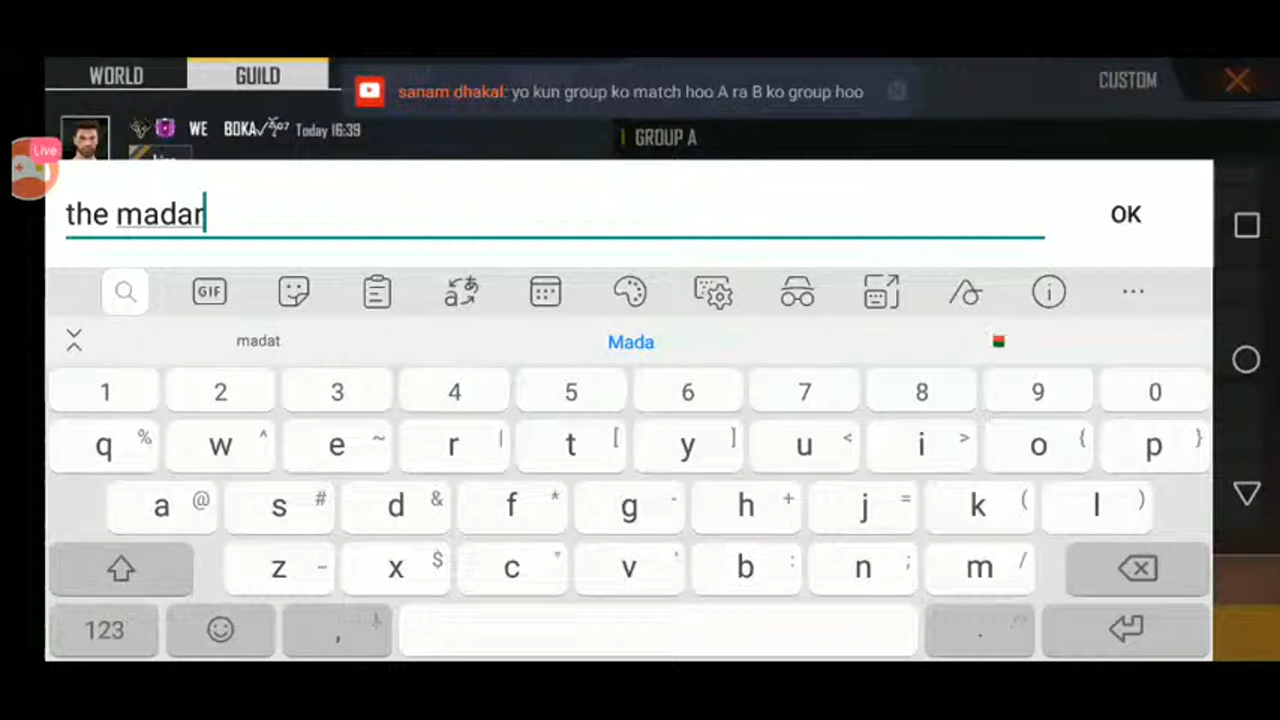 WORLD GUILD
sanam dhakal: yo kun group ko match hoo A ra B ko group hoo
CUSTOM
WE BOKA Today 16:39
GROUP A
Live
the madar
OK
GIF
madat Mada
1 2 3 4 5 6 7 8 9 0
q % w ^ e ~ r | t [ y ] u < i > o { p }
a @ s # d & f * g - h + j = k ( l )
z x $ c " v ' b : n ; m /
123 , .